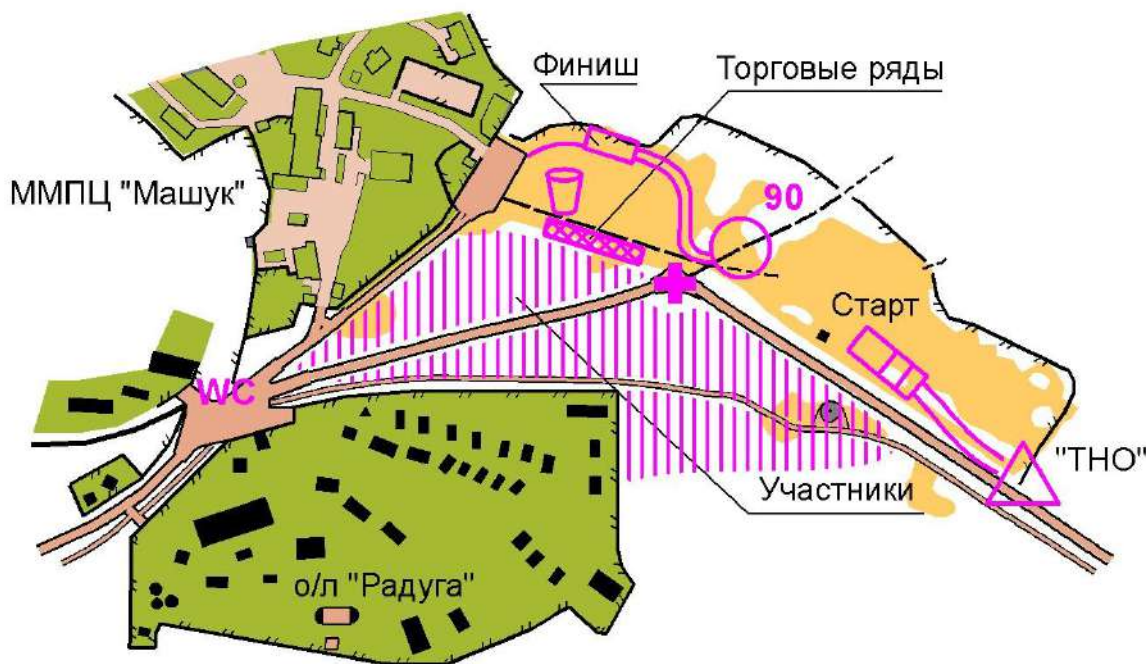 Финиш
Торговые ряды
ММПЦ "Машук"
90
Старт
WC
"ТНО"
Участники
о/л "Радуга"